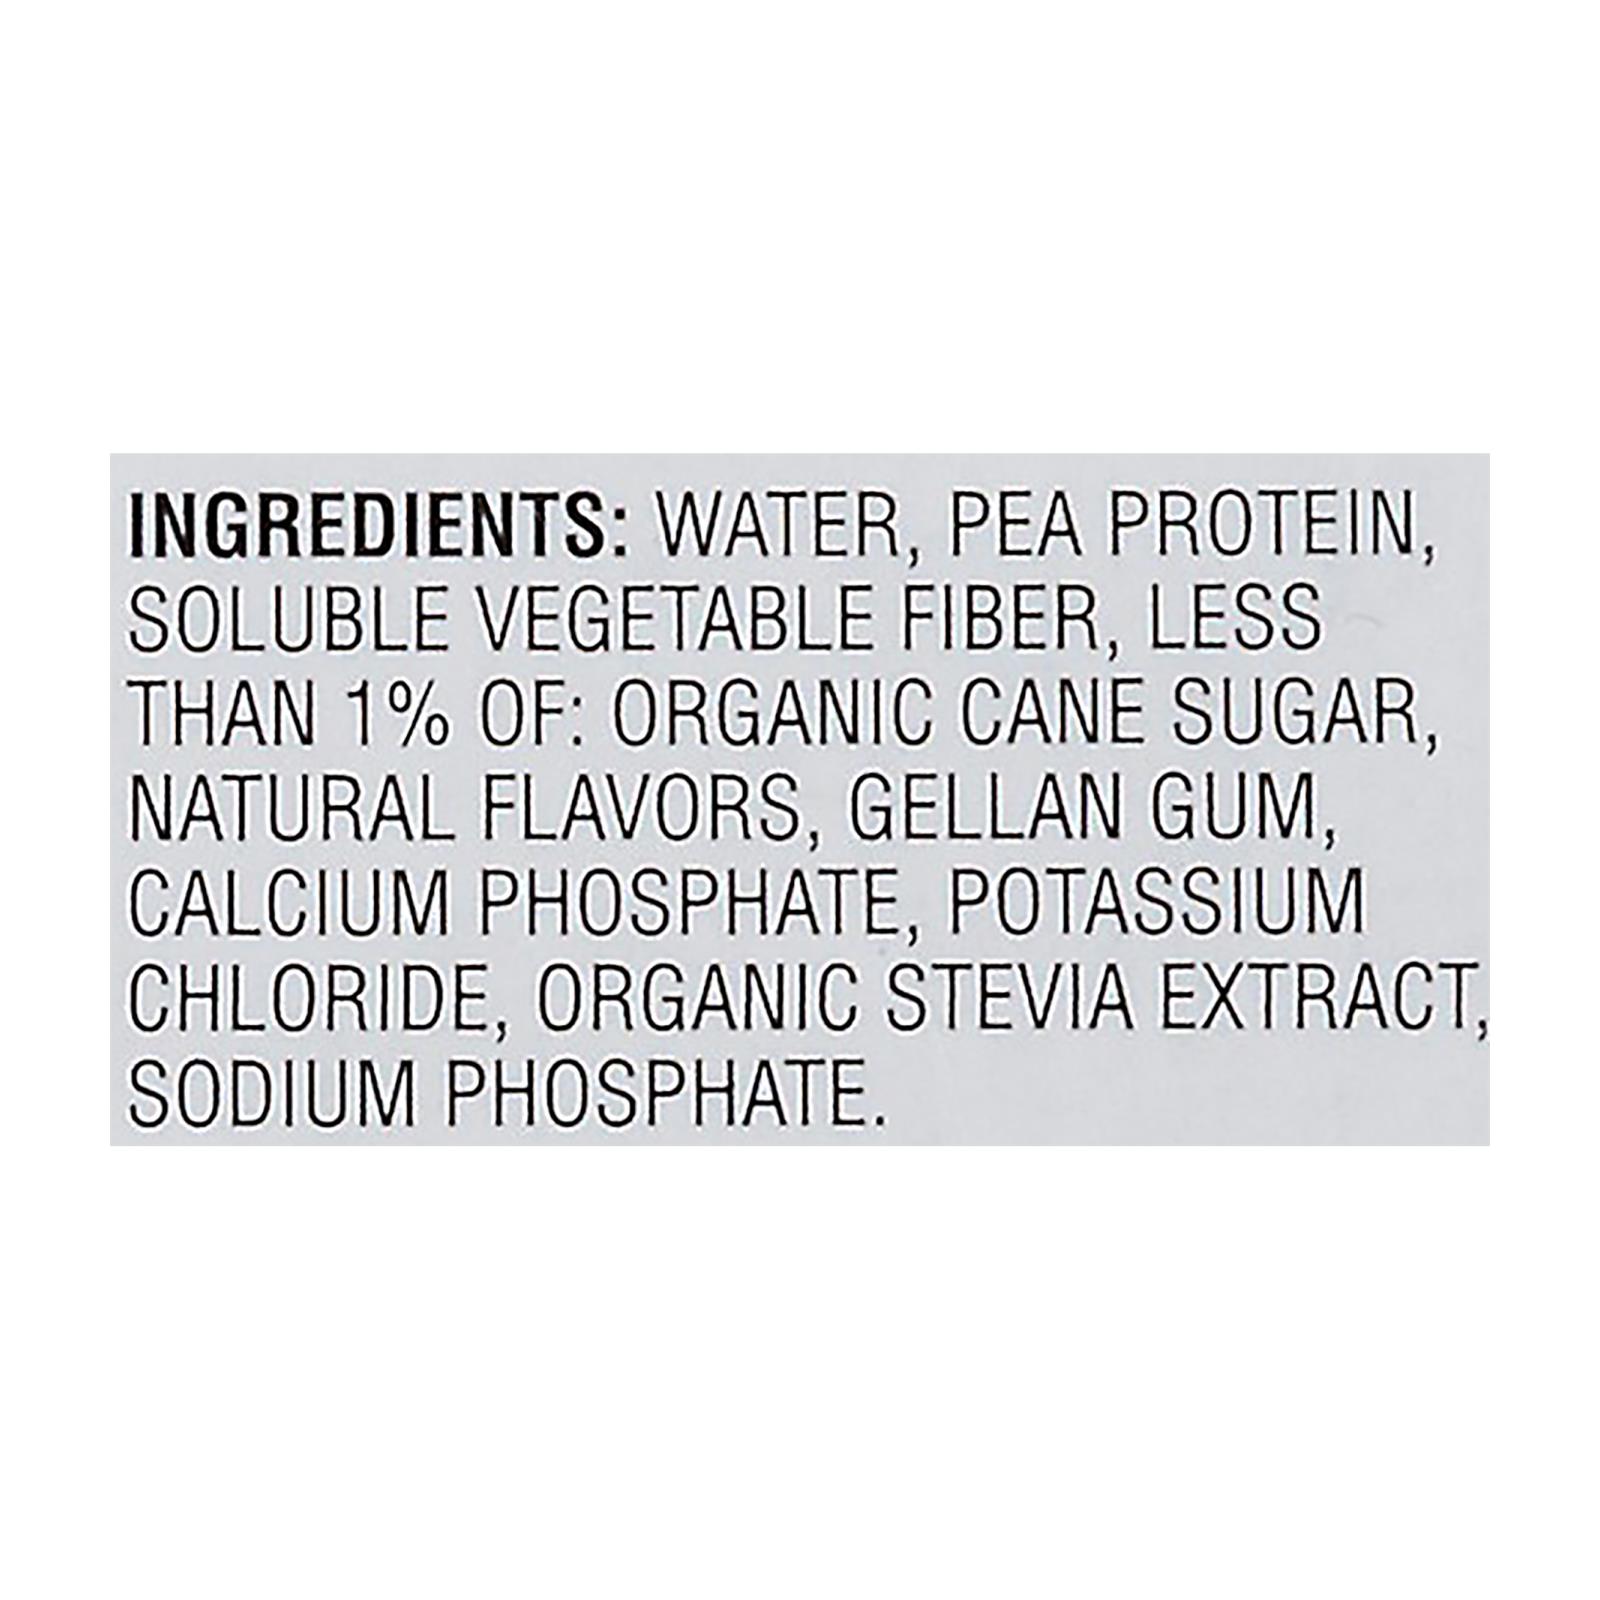 INGREDIENTS: WATER, PEA PROTEIN,
SOLUBLE VEGETABLE FIBER, LESS
THAN 1% OF: ORGANIC CANE SUGAR,
NATURAL FLAVORS, GELLAN GUM,
CALCIUM PHOSPHATE, POTASSIUM
CHLORIDE, ORGANIC STEVIA EXTRACT,
SODIUM PHOSPHATE.